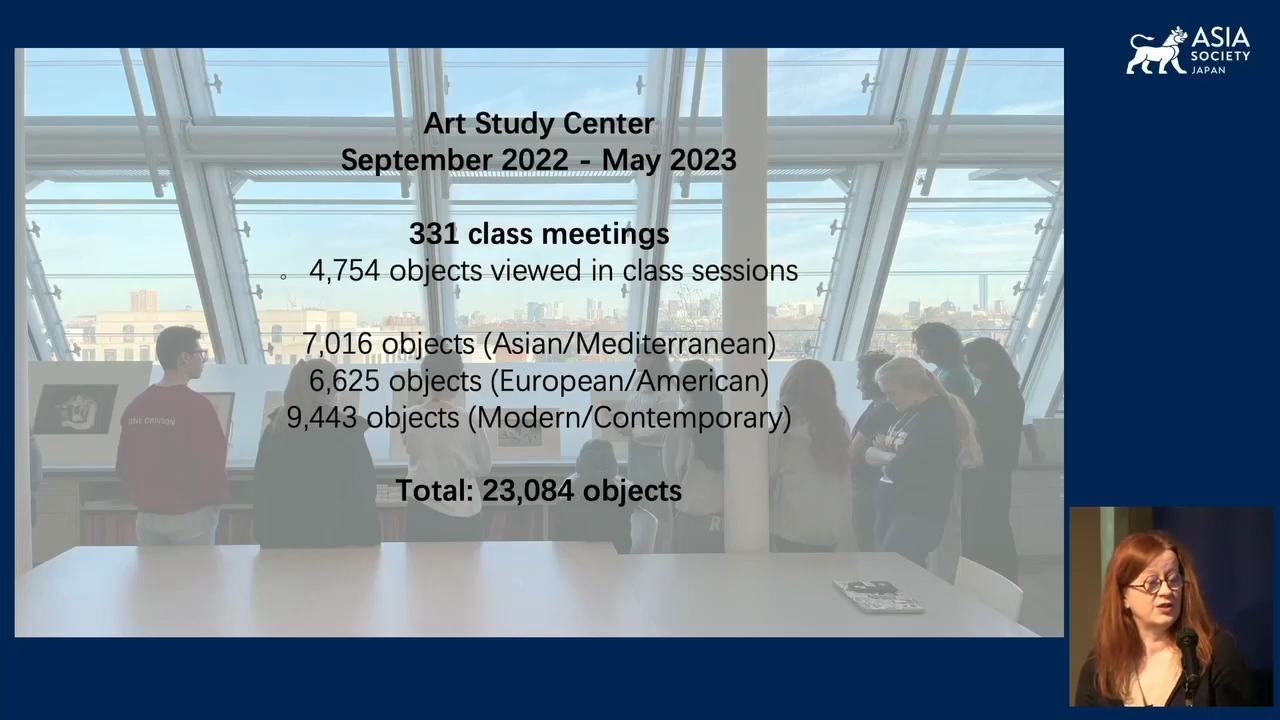 ASIA
SOCIETY
JAPAN
Art Study Center
September 2022 - May 2023
331 class meetings
◦ 4,754 objects viewed in class sessions
7,016 objects (Asian/Mediterranean)
6,625 objects (European/American)
9,443 objects (Modern/Contemporary)
Total: 23,084 objects
R